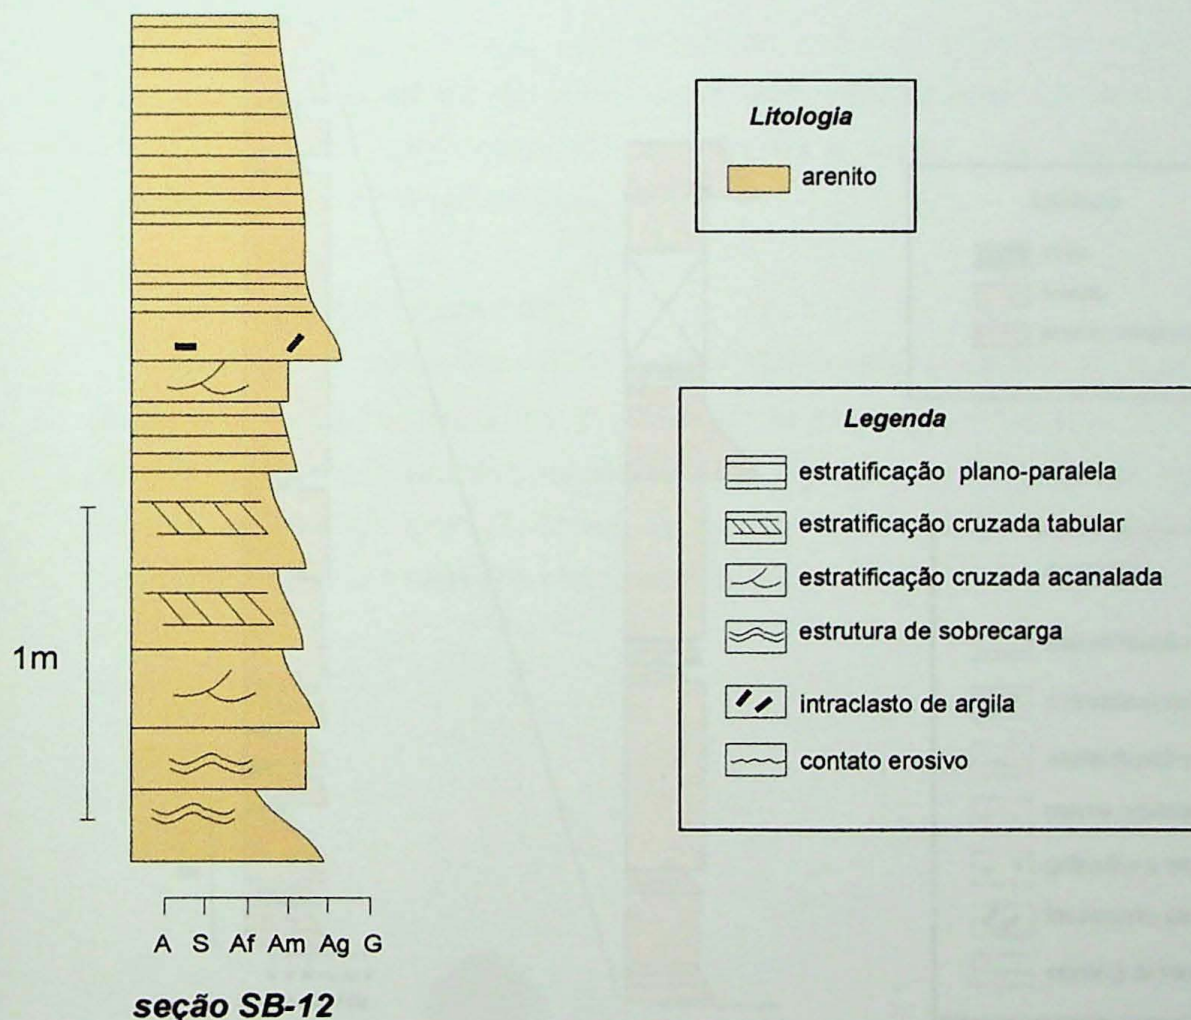 Litologia
arenito
Legenda
estratificação plano-paralela
estratificação cruzada tabular
estratificação cruzada acanalada
estrutura de sobrecarga
intraclasto de argila
contato erosivo
1m
A S Af Am Ag G
seção SB-12